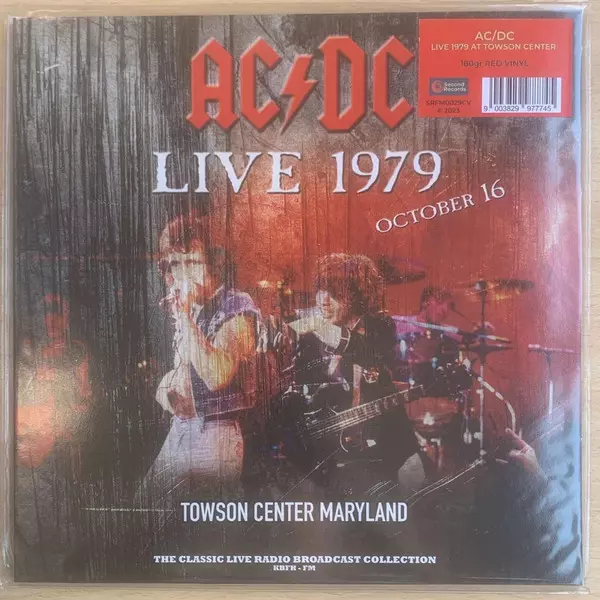 AC/DC
LIVE 1979
OCTOBER 16
AC/DC
LIVE 1979 AT TOWSON CENTER
180gr RED VINYL
Second
Records
© 2023
9 003829 977745
TOWSON CENTER MARYLAND
THE CLASSIC LIVE RADIO BROADCAST COLLECTION
KBFH - FM